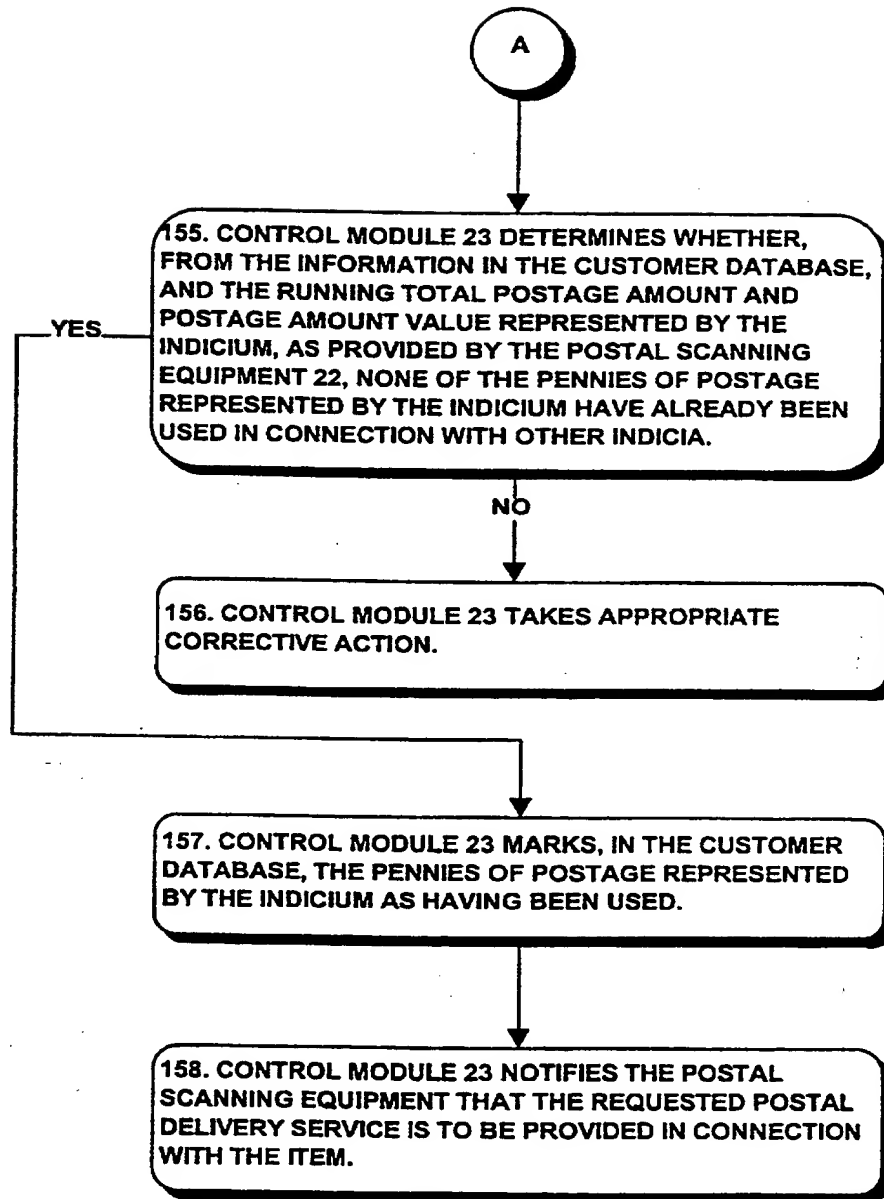 A
155. CONTROL MODULE 23 DETERMINES WHETHER,
FROM THE INFORMATION IN THE CUSTOMER DATABASE,
AND THE RUNNING TOTAL POSTAGE AMOUNT AND
POSTAGE AMOUNT VALUE REPRESENTED BY THE
INDICIUM, AS PROVIDED BY THE POSTAL SCANNING
EQUIPMENT 22, NONE OF THE PENNIES OF POSTAGE
REPRESENTED BY THE INDICIUM HAVE ALREADY BEEN
USED IN CONNECTION WITH OTHER INDICIA.
YES
NO
156. CONTROL MODULE 23 TAKES APPROPRIATE
CORRECTIVE ACTION.
157. CONTROL MODULE 23 MARKS, IN THE CUSTOMER
DATABASE, THE PENNIES OF POSTAGE REPRESENTED
BY THE INDICIUM AS HAVING BEEN USED.
158. CONTROL MODULE 23 NOTIFIES THE POSTAL
SCANNING EQUIPMENT THAT THE REQUESTED POSTAL
DELIVERY SERVICE IS TO BE PROVIDED IN CONNECTION
WITH THE ITEM.